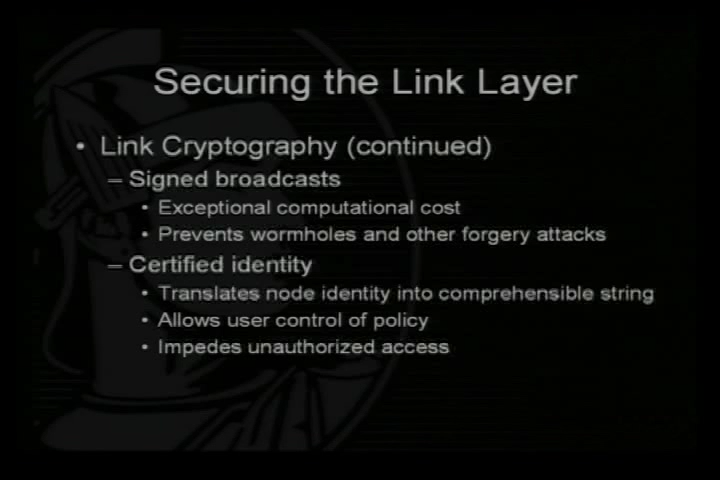 Securing the Link Layer
• Link Cryptography (continued)
– Signed broadcasts
• Exceptional computational cost
• Prevents wormholes and other forgery attacks
– Certified identity
• Translates node identity into comprehensible string
• Allows user control of policy
• Impedes unauthorized access